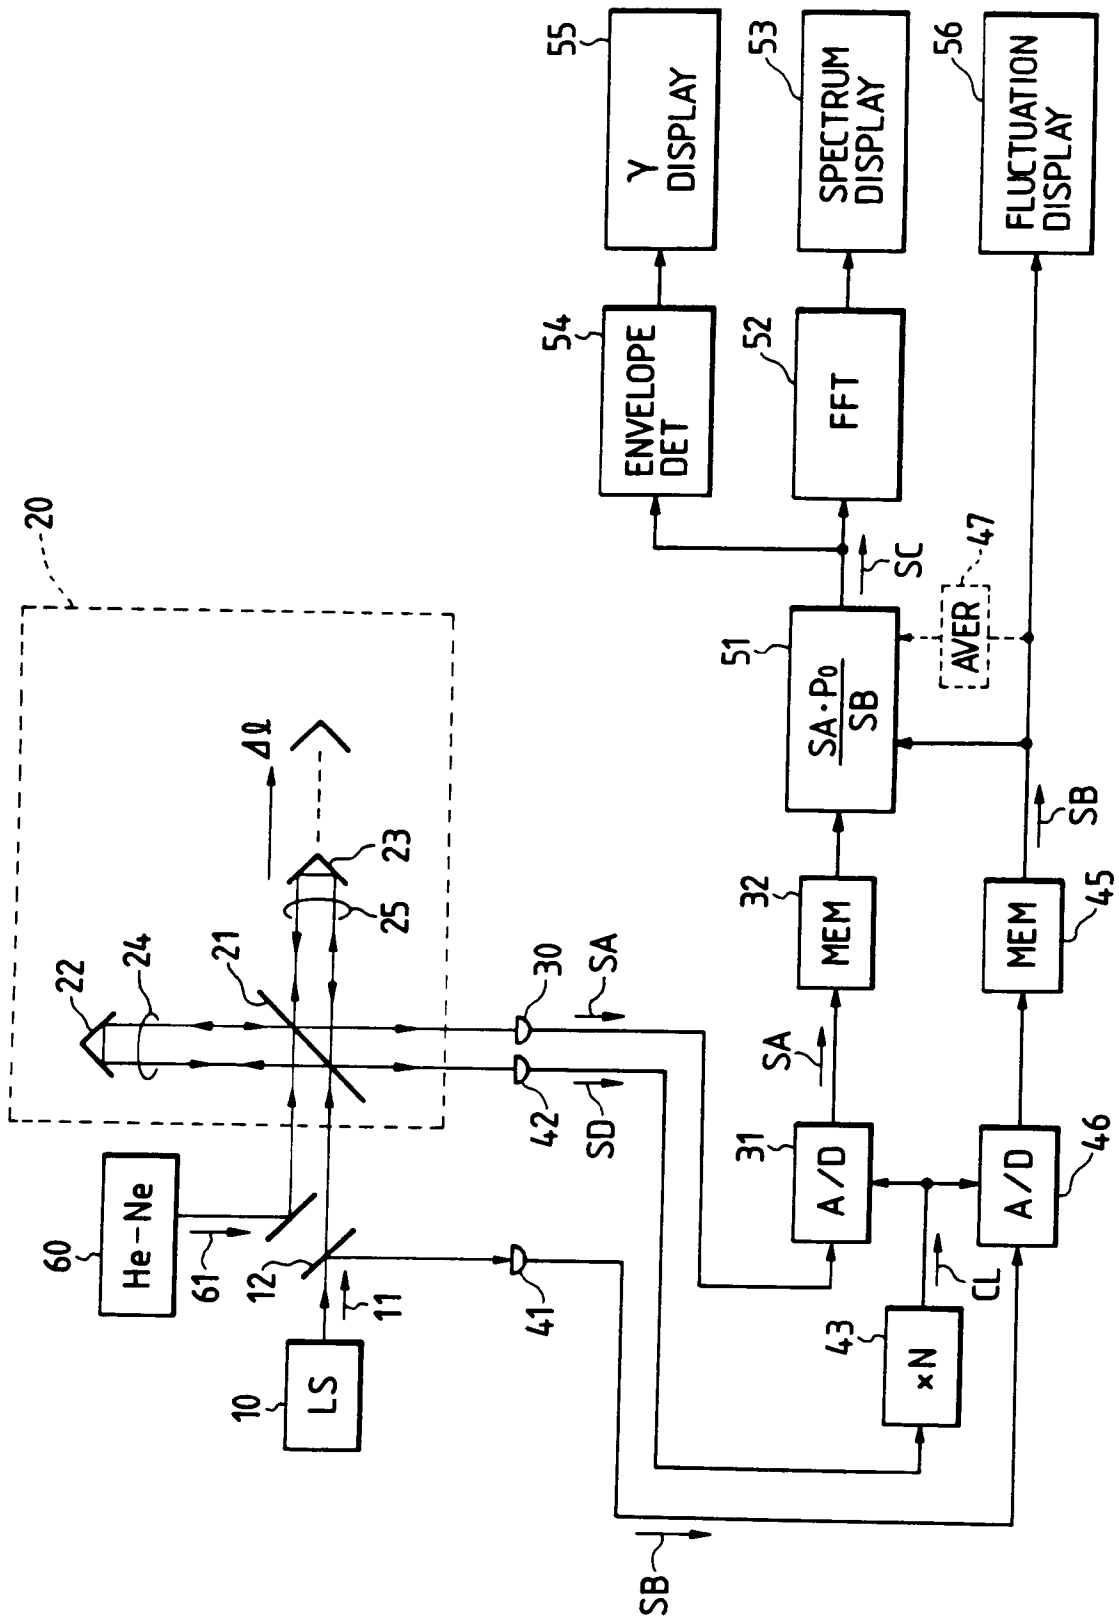 20
60
22
He-Ne
24
61
21
Δℓ
10
12
LS
11
25
23
41
42
30
SB
SD
SA
54
55
ENVELOPE
DET
γ
DISPLAY
31
SA
32
51
52
53
A/D
MEM
SA·P0
SB
FFT
SPECTRUM
DISPLAY
43
×N
SC
CL
AVER
47
56
A/D
MEM
FLUCTUATION
DISPLAY
46
45
SB